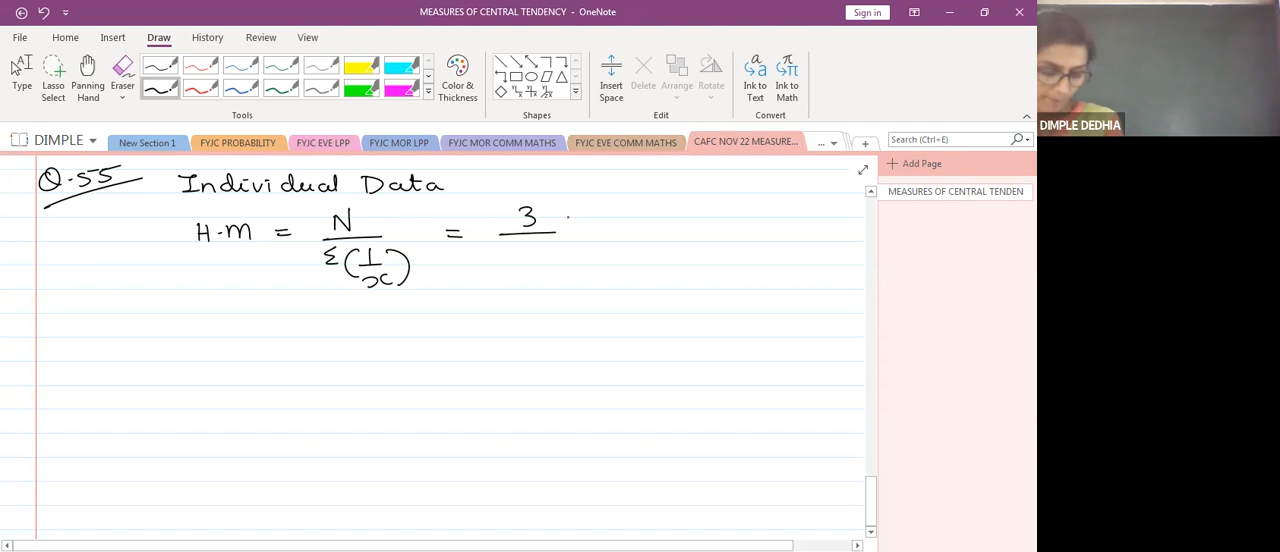 MEASURES OF CENTRAL TENDENCY - OneNote
Sign in
File Home Insert Draw History Review View
Type
Lasso Select
Panning Hand
Eraser
Color & Thickness
Insert Space
Delete
Arrange
Rotate
Ink to Text
Ink to Math
Tools Shapes Edit Convert
DIMPLE
New Section 1
FYJC PROBABILITY
FYJC EVE LPP
FYJC MOR LPP
FYJC MOR COMM MATHS
FYJC EVE COMM MATHS
CAFC NOV 22 MEASURE...
...
Search (Ctrl+E)
Add Page
MEASURES OF CENTRAL TENDEN
DIMPLE DEDHIA
Q.55 Individual Data
H.M = N / Σ(1/x) = 3